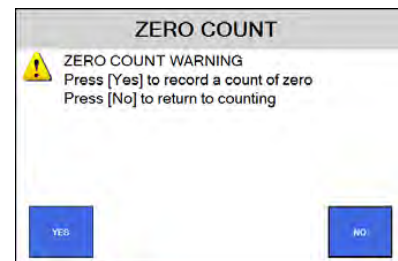 ZERO COUNT
ZERO COUNT WARNING
Press [Yes] to record a count of zero
Press [No] to return to counting
YES
NO